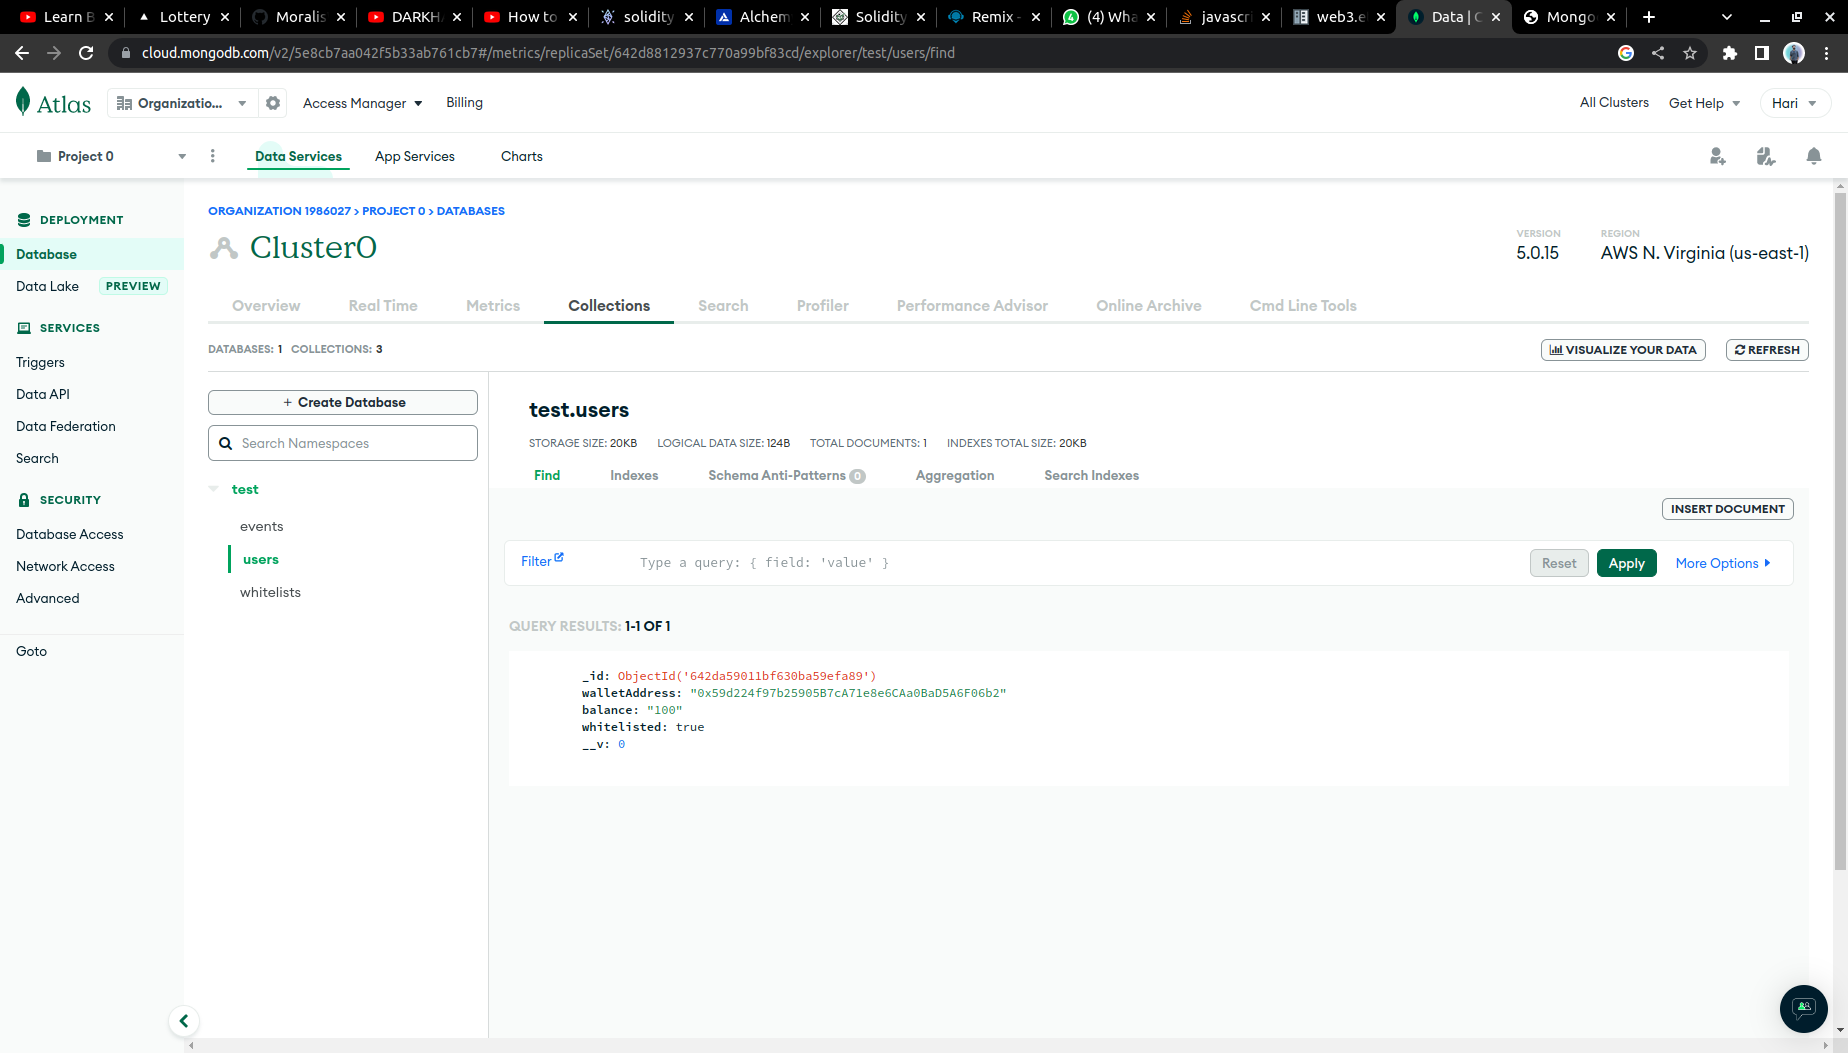 Learn B
Lottery
Moralis
DARKHA
How to
solidity
Alchem
Solidity
Remix -
(4) Wha
javascri
web3.e
Data | C
Mongo
cloud.mongodb.com/v2/5e8cb7aa042f5b33ab761cb7#/metrics/replicaSet/642d8812937c770a99bf83cd/explorer/test/users/find
Atlas
Organizatio...
Access Manager
Billing
All Clusters
Get Help
Hari
Project 0
Data Services
App Services
Charts
DEPLOYMENT
Database
Data Lake PREVIEW
SERVICES
Triggers
Data API
Data Federation
Search
SECURITY
Database Access
Network Access
Advanced
Goto
ORGANIZATION 1986027 > PROJECT 0 > DATABASES
Cluster0
VERSION
5.0.15
REGION
AWS N. Virginia (us-east-1)
Overview
Real Time
Metrics
Collections
Search
Profiler
Performance Advisor
Online Archive
Cmd Line Tools
DATABASES: 1 COLLECTIONS: 3
VISUALIZE YOUR DATA
REFRESH
+ Create Database
Search Namespaces
test
events
users
whitelists
test.users
STORAGE SIZE: 20KB LOGICAL DATA SIZE: 124B TOTAL DOCUMENTS: 1 INDEXES TOTAL SIZE: 20KB
Find
Indexes
Schema Anti-Patterns 0
Aggregation
Search Indexes
INSERT DOCUMENT
Filter
Type a query: { field: 'value' }
Reset
Apply
More Options
QUERY RESULTS: 1-1 OF 1
_id: ObjectId('642da59011bf630ba59efa89')
walletAddress: "0x59d224f97b25905B7cA71e8e6CAa0BaD5A6F06b2"
balance: "100"
whitelisted: true
__v: 0